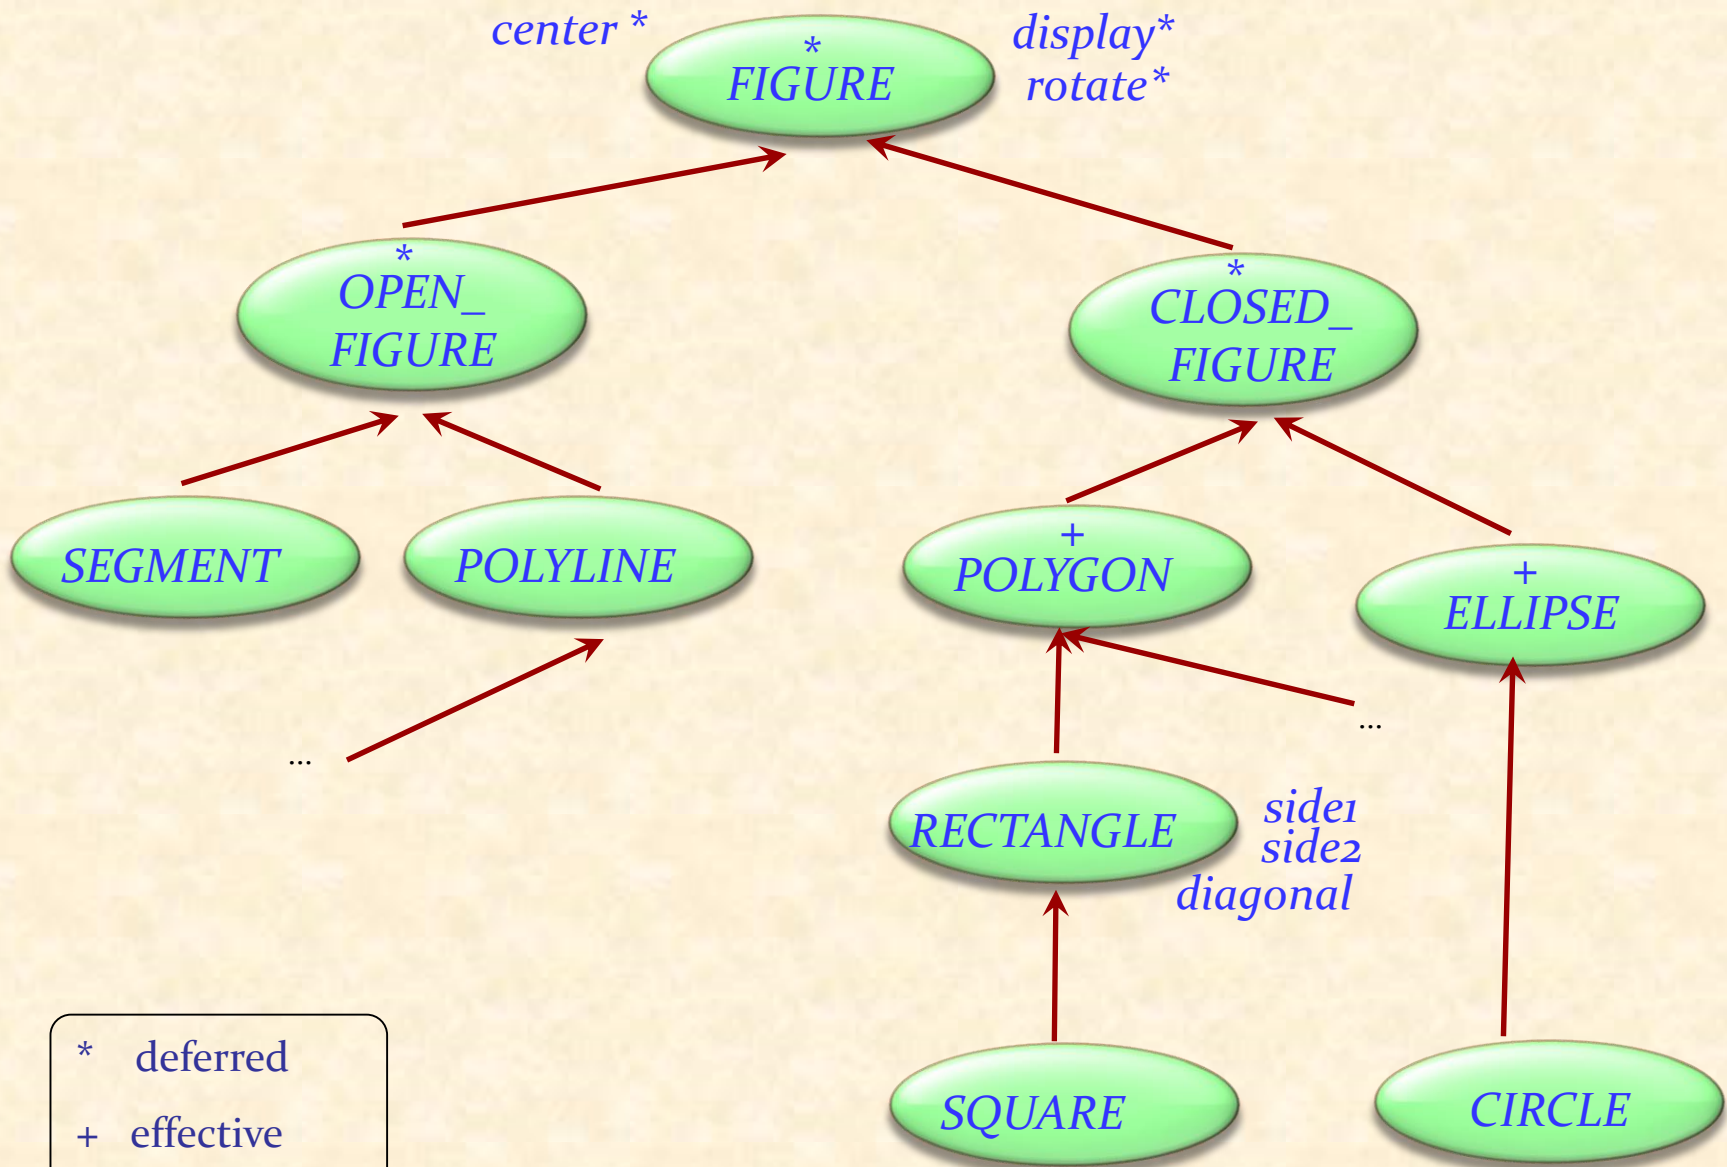 center *
*
FIGURE
display*
rotate*
*
OPEN_
FIGURE
*
CLOSED_
FIGURE
SEGMENT
POLYLINE
+
POLYGON
+
ELLIPSE
...
...
RECTANGLE
side1
side2
diagonal
* deferred
+ effective
SQUARE
CIRCLE